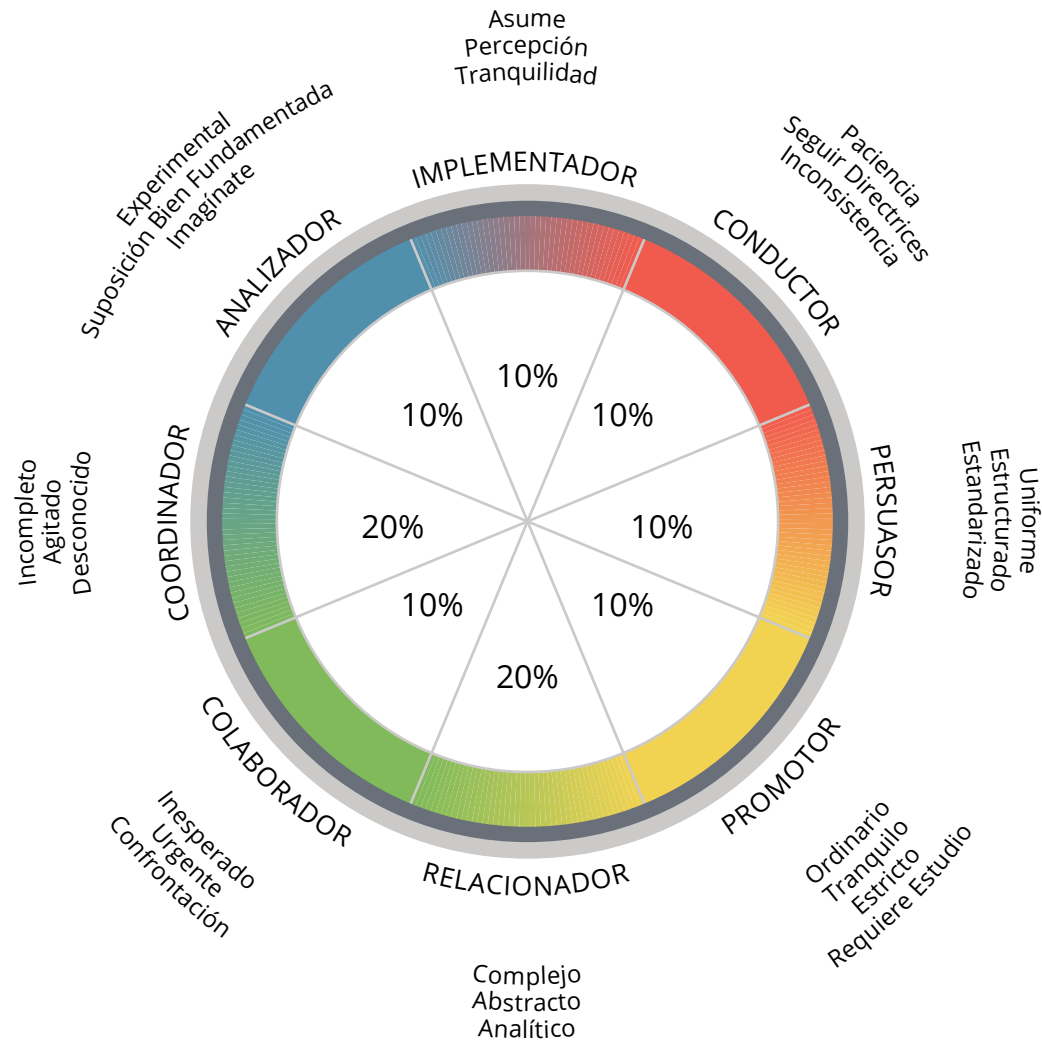 Asume
Percepción
Tranquilidad
IMPLEMENTADOR
10%
Paciencia
Seguir Directrices
Inconsistencia
CONDUCTOR
10%
Uniforme
Estructurado
Estandarizado
PERSUASOR
10%
Ordinario
Tranquilo
Estricto
Requiere Estudio
PROMOTOR
10%
RELACIONADOR
20%
Complejo
Abstracto
Analítico
COLABORADOR
10%
Inesperado
Urgente
Confrontación
COORDINADOR
20%
Incompleto
Agitado
Desconocido
ANALIZADOR
10%
Experimental
Suposición Bien Fundamentada
Imagínate